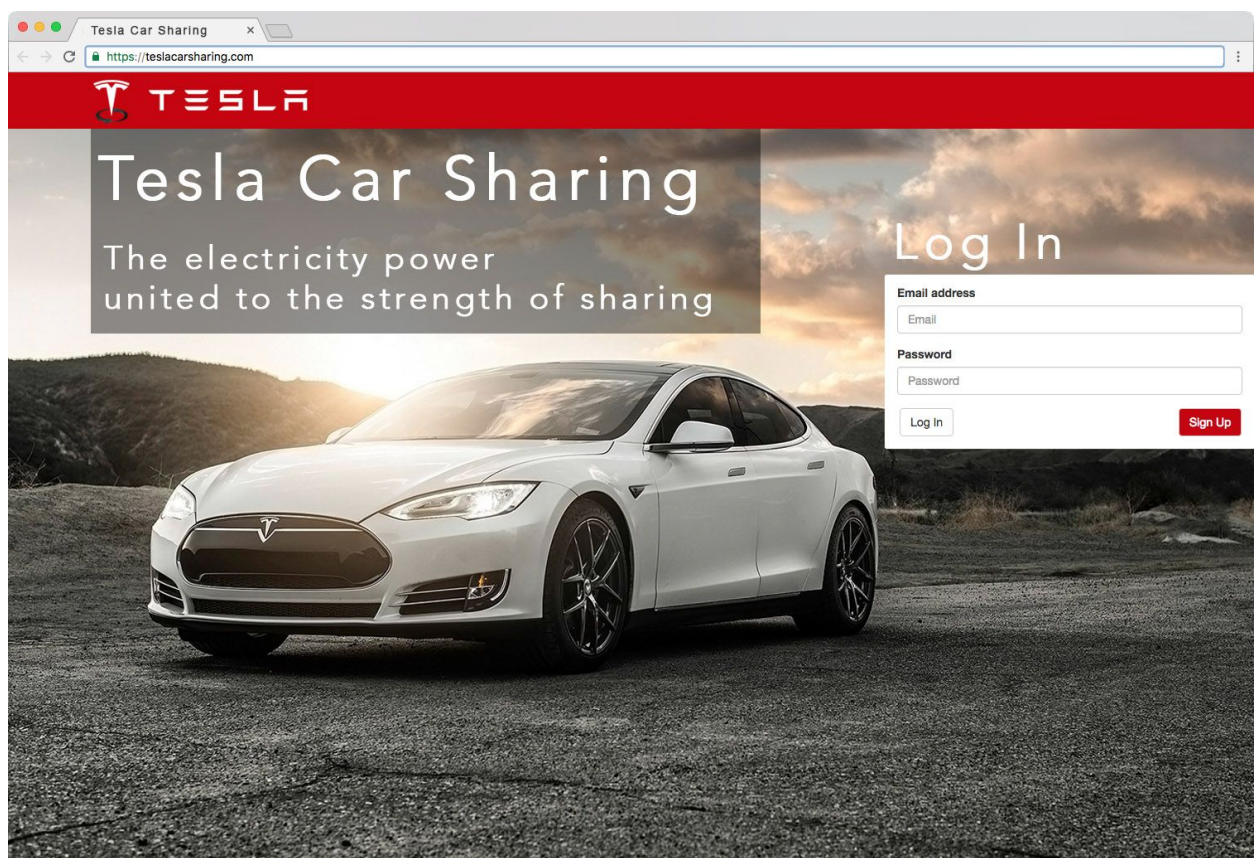 Tesla Car Sharing
https://teslacarsharing.com
TESLA
Tesla Car Sharing
The electricity power
united to the strength of sharing
Log In
Email address
Email
Password
Password
Log In
Sign Up